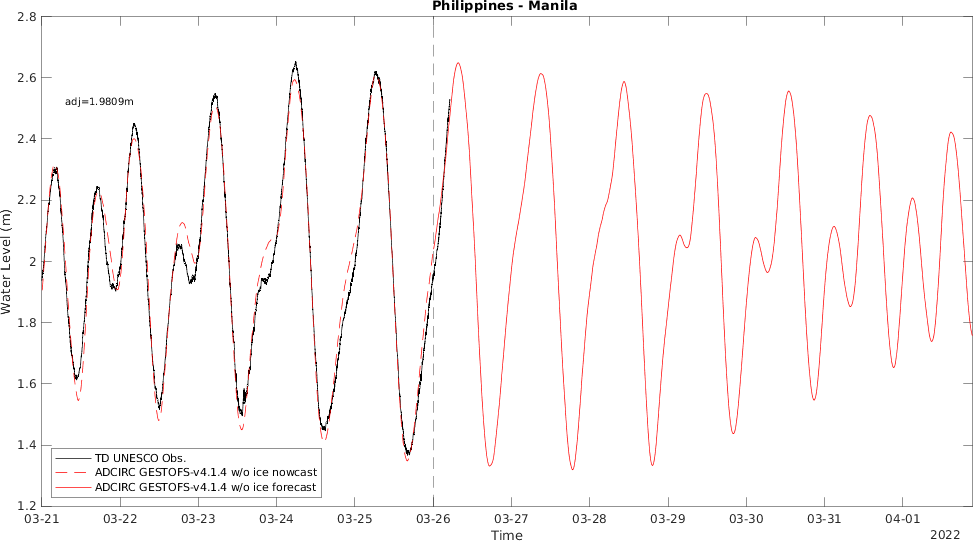 Philippines - Manila
2.8
2.6
2.4
2.2
2
1.8
1.6
1.4
1.2
Water Level (m)
adj=1.9809m
TD UNESCO Obs.
ADCIRC GESTOFS-v4.1.4 w/o ice nowcast
ADCIRC GESTOFS-v4.1.4 w/o ice forecast
03-21 03-22 03-23 03-24 03-25 03-26 03-27 03-28 03-29 03-30 03-31 04-01
Time
2022